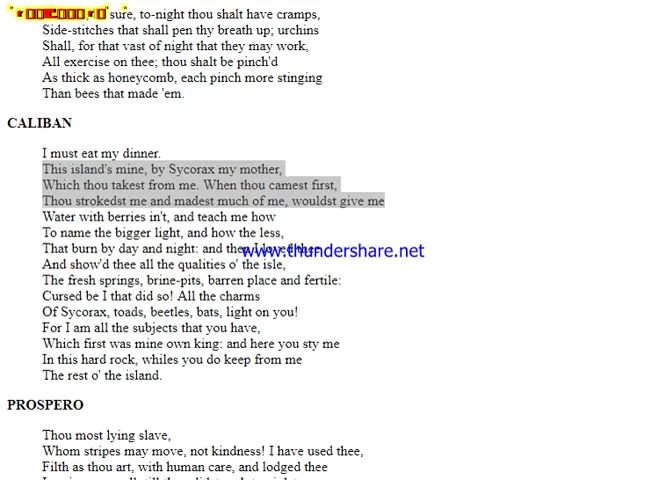 sure, to-night thou shalt have cramps,
Side-stitches that shall pen thy breath up; urchins
Shall, for that vast of night that they may work,
All exercise on thee; thou shalt be pinch'd
As thick as honeycomb, each pinch more stinging
Than bees that made 'em.
CALIBAN
I must eat my dinner.
This island's mine, by Sycorax my mother,
Which thou takest from me. When thou camest first,
Thou strokedst me and madest much of me, wouldst give me
Water with berries in't, and teach me how
To name the bigger light, and how the less,
That burn by day and night: and then I loved thee
www.thundershare.net
And show'd thee all the qualities o' the isle,
The fresh springs, brine-pits, barren place and fertile:
Cursed be I that did so! All the charms
Of Sycorax, toads, beetles, bats, light on you!
For I am all the subjects that you have,
Which first was mine own king: and here you sty me
In this hard rock, whiles you do keep from me
The rest o' the island.
PROSPERO
Thou most lying slave,
Whom stripes may move, not kindness! I have used thee,
Filth as thou art, with human care, and lodged thee